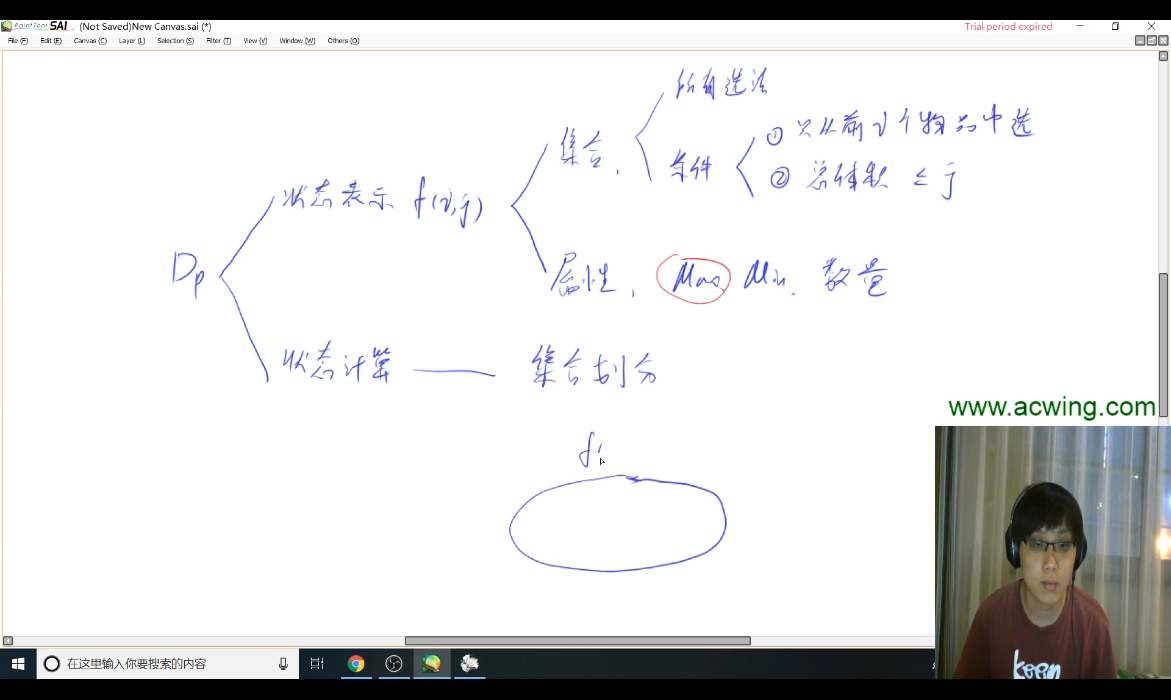 PaintTool SAI (Not Saved)New Canvas.sai (*) Trial period expired
File (F) Edit (E) Canvas (C) Layer (L) Selection (S) Filter (T) View (V) Window (W) Others (O)
所有选法
① 只从前i个物品中选
集合,
条件
② 总体积 ≤ j
状态表示 f(i,j)
Dp
属性, Max Min. 数量
状态计算 —— 集合划分
www.acwing.com
f(
keen
在这里输入你要搜索的内容